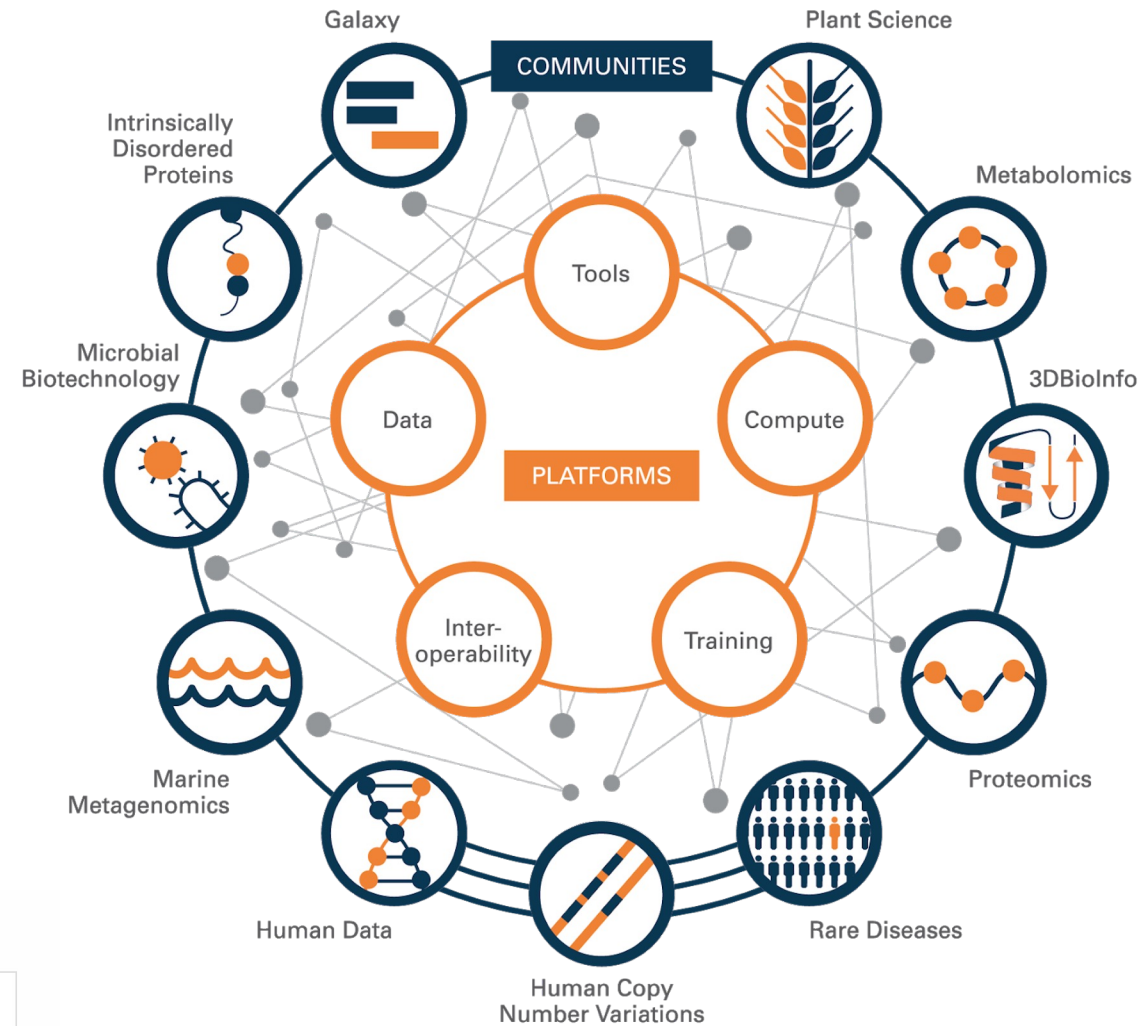 Galaxy
Plant Science
COMMUNITIES
Intrinsically
Disordered
Proteins
Metabolomics
Tools
Microbial
Biotechnology
3DBioInfo
Data
Compute
PLATFORMS
Inter-
operability
Training
Marine
Metagenomics
Proteomics
Human Data
Rare Diseases
Human Copy
Number Variations